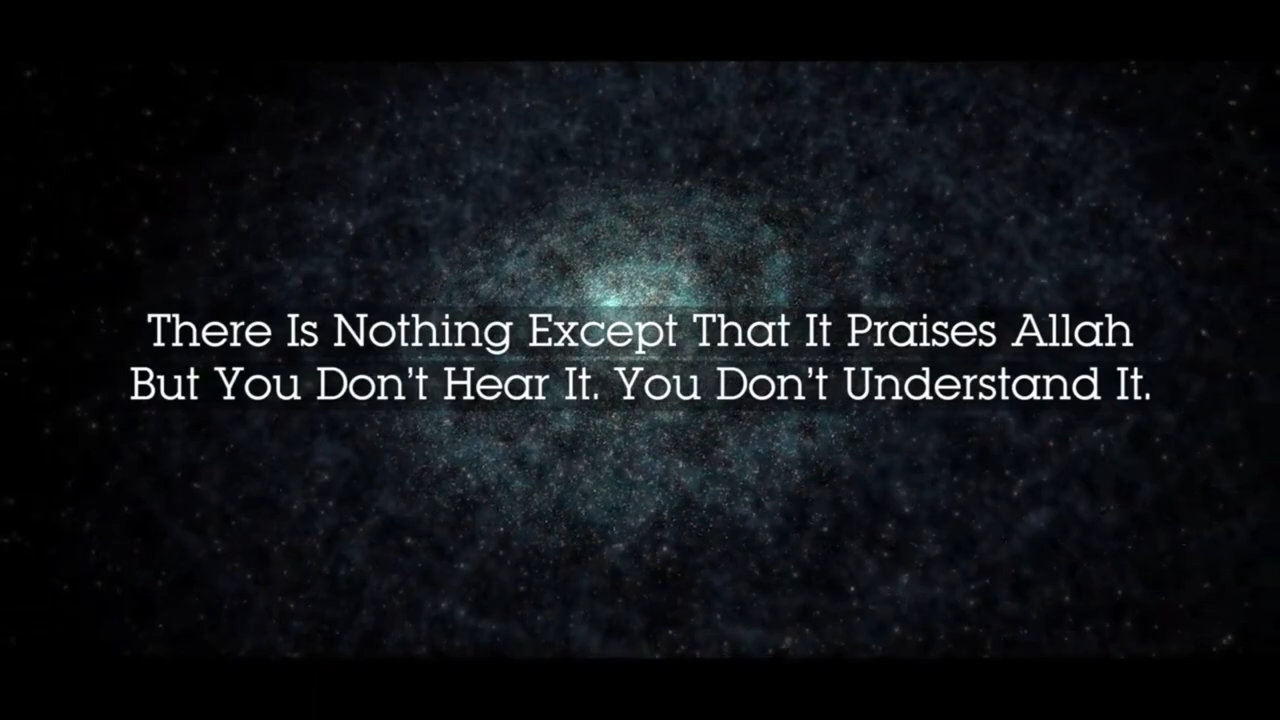 There Is Nothing Except That It Praises Allah
But You Don’t Hear It. You Don’t Understand It.